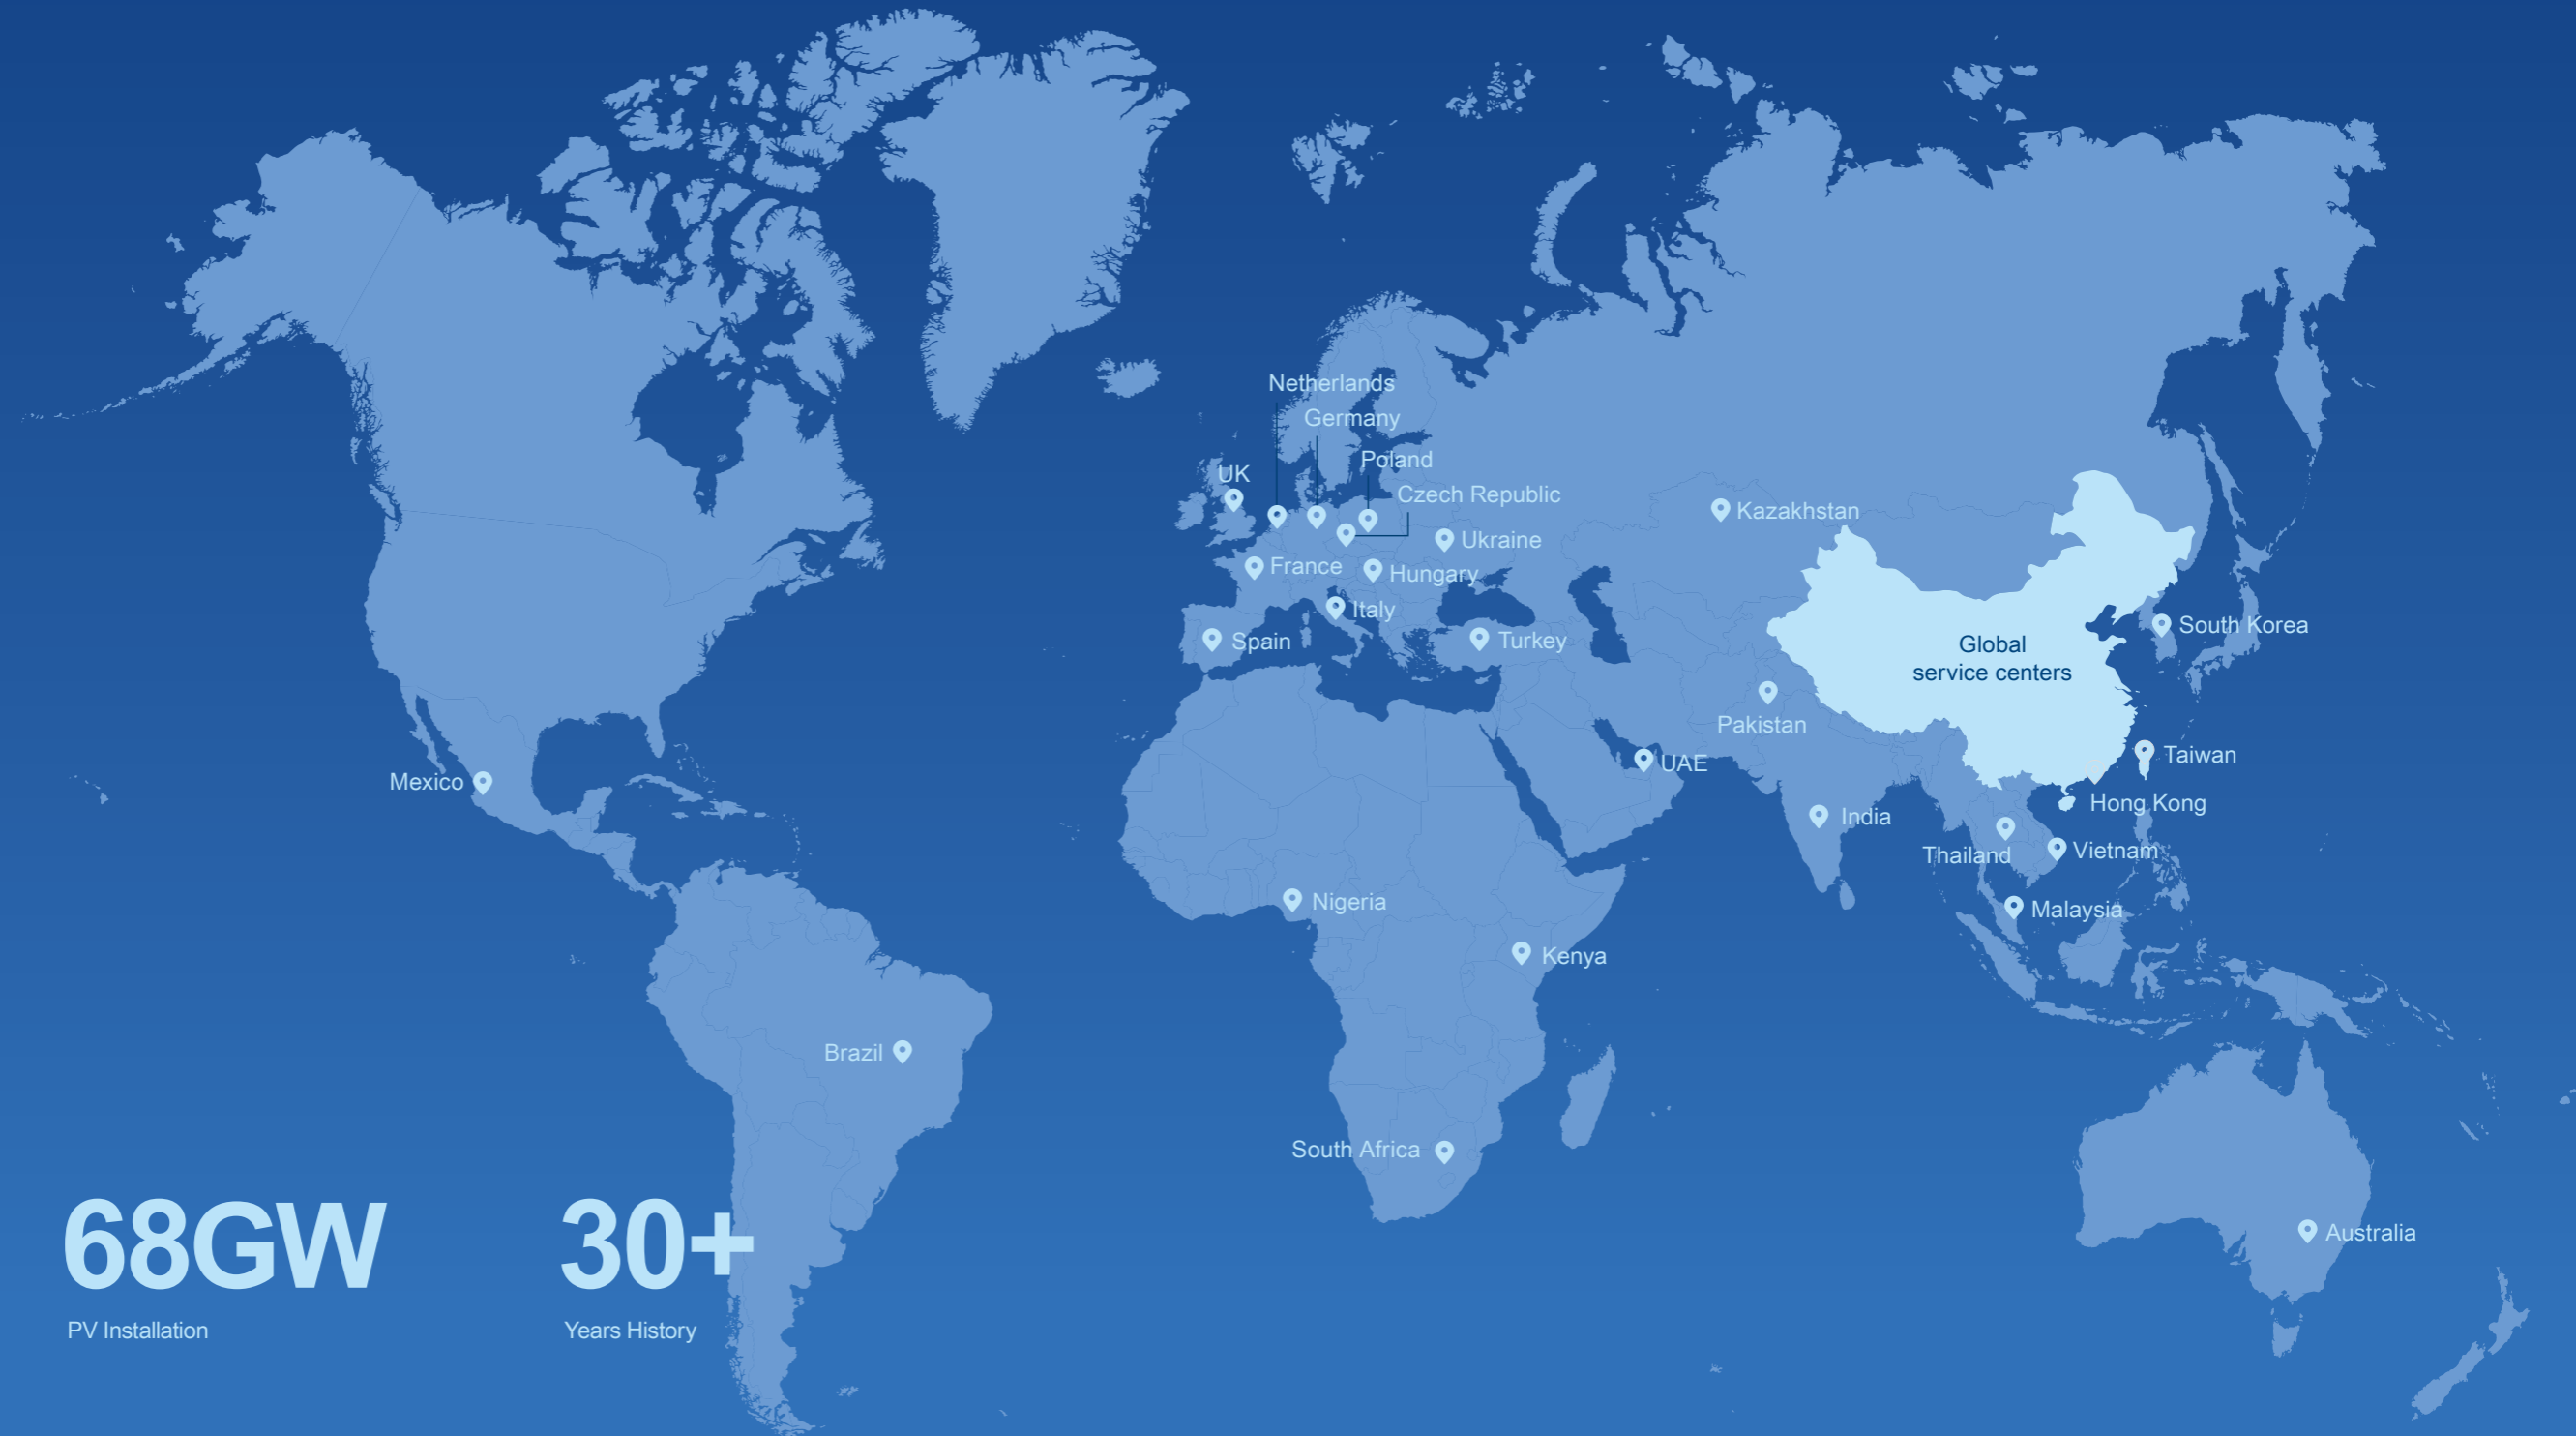 Netherlands
Germany
Poland
UK
Czech Republic
Kazakhstan
Ukraine
France
Hungary
Italy
Spain
Turkey
South Korea
Global
service centers
Pakistan
Taiwan
UAE
Mexico
Hong Kong
India
Thailand
Vietnam
Nigeria
Malaysia
Kenya
Brazil
South Africa
Australia
68GW
PV Installation
30+
Years History